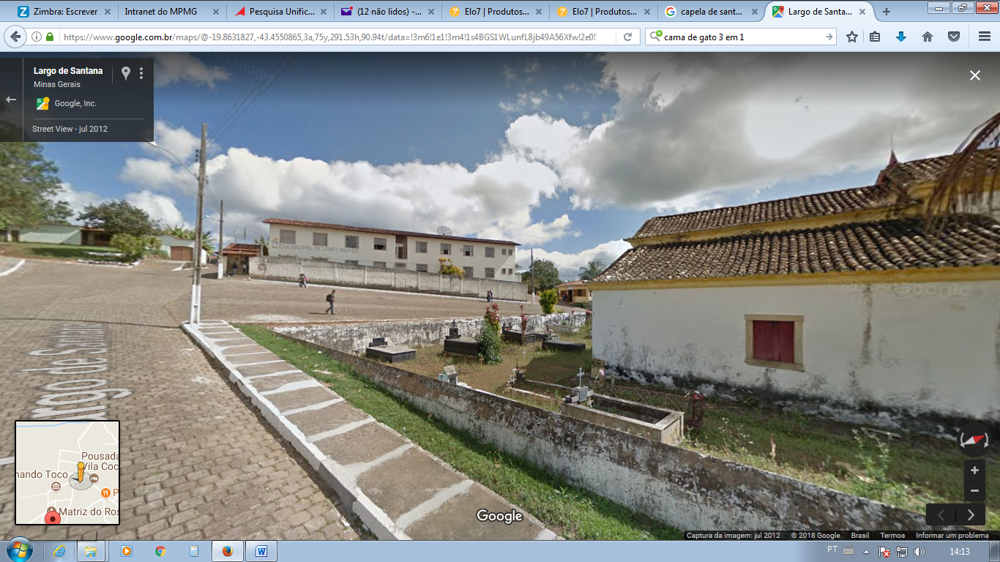 Zimbra: Escrever
Intranet do MPMG
Pesquisa Unific...
(12 não lidos) -...
Elo7 | Produtos...
Elo7 | Produtos...
capela de sant...
Largo de Santa...
https://www.google.com.br/maps/@-19.8631827,-43.4550865,3a,75y,291.53h,90.94t/data=!3m6!1e1!3m4!1s4BGS1WLunfL8jb49A56Xfw!2e0!
cama de gato 3 em 1
Largo de Santana
Minas Gerais
Google, Inc.
Street View - jul 2012
MUNICIPAL ALVINA CAMPOS
Largo de Santana
Pousada
Vila Coc
nando Toco
P
Matriz do Ros
Google
Captura da imagem: jul 2012 © 2018 Google Brasil Termos Informar um problema
PT
14:13